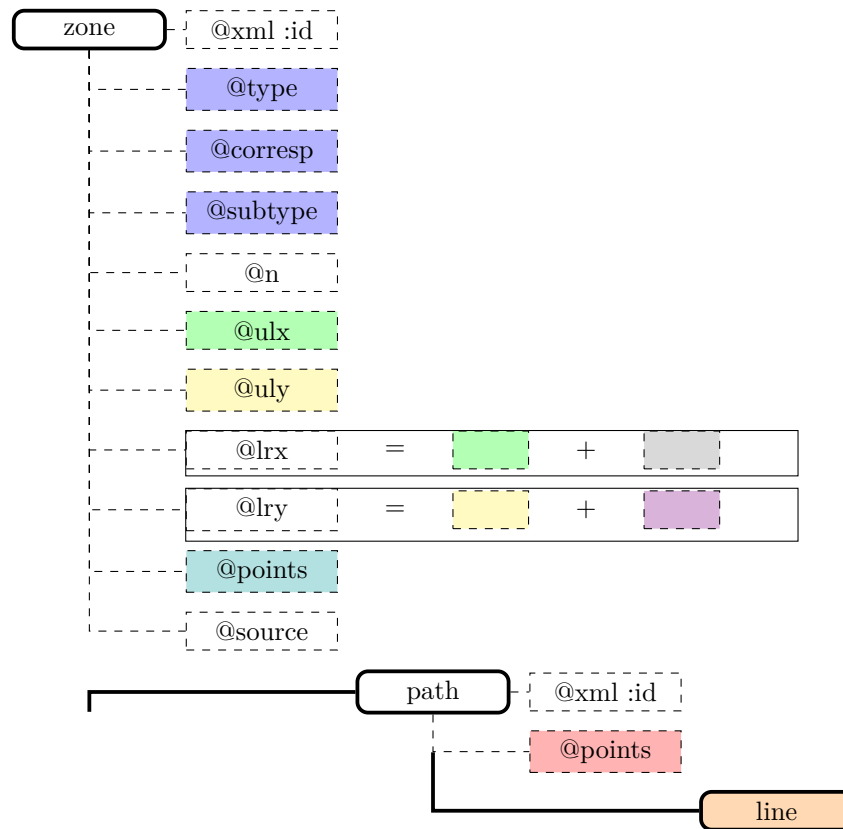 zone @xml :id
@type
@corresp
@subtype
@n
@ulx
@uly
@lrx = +
@lry = +
@points
@source
path @xml :id
@points
line